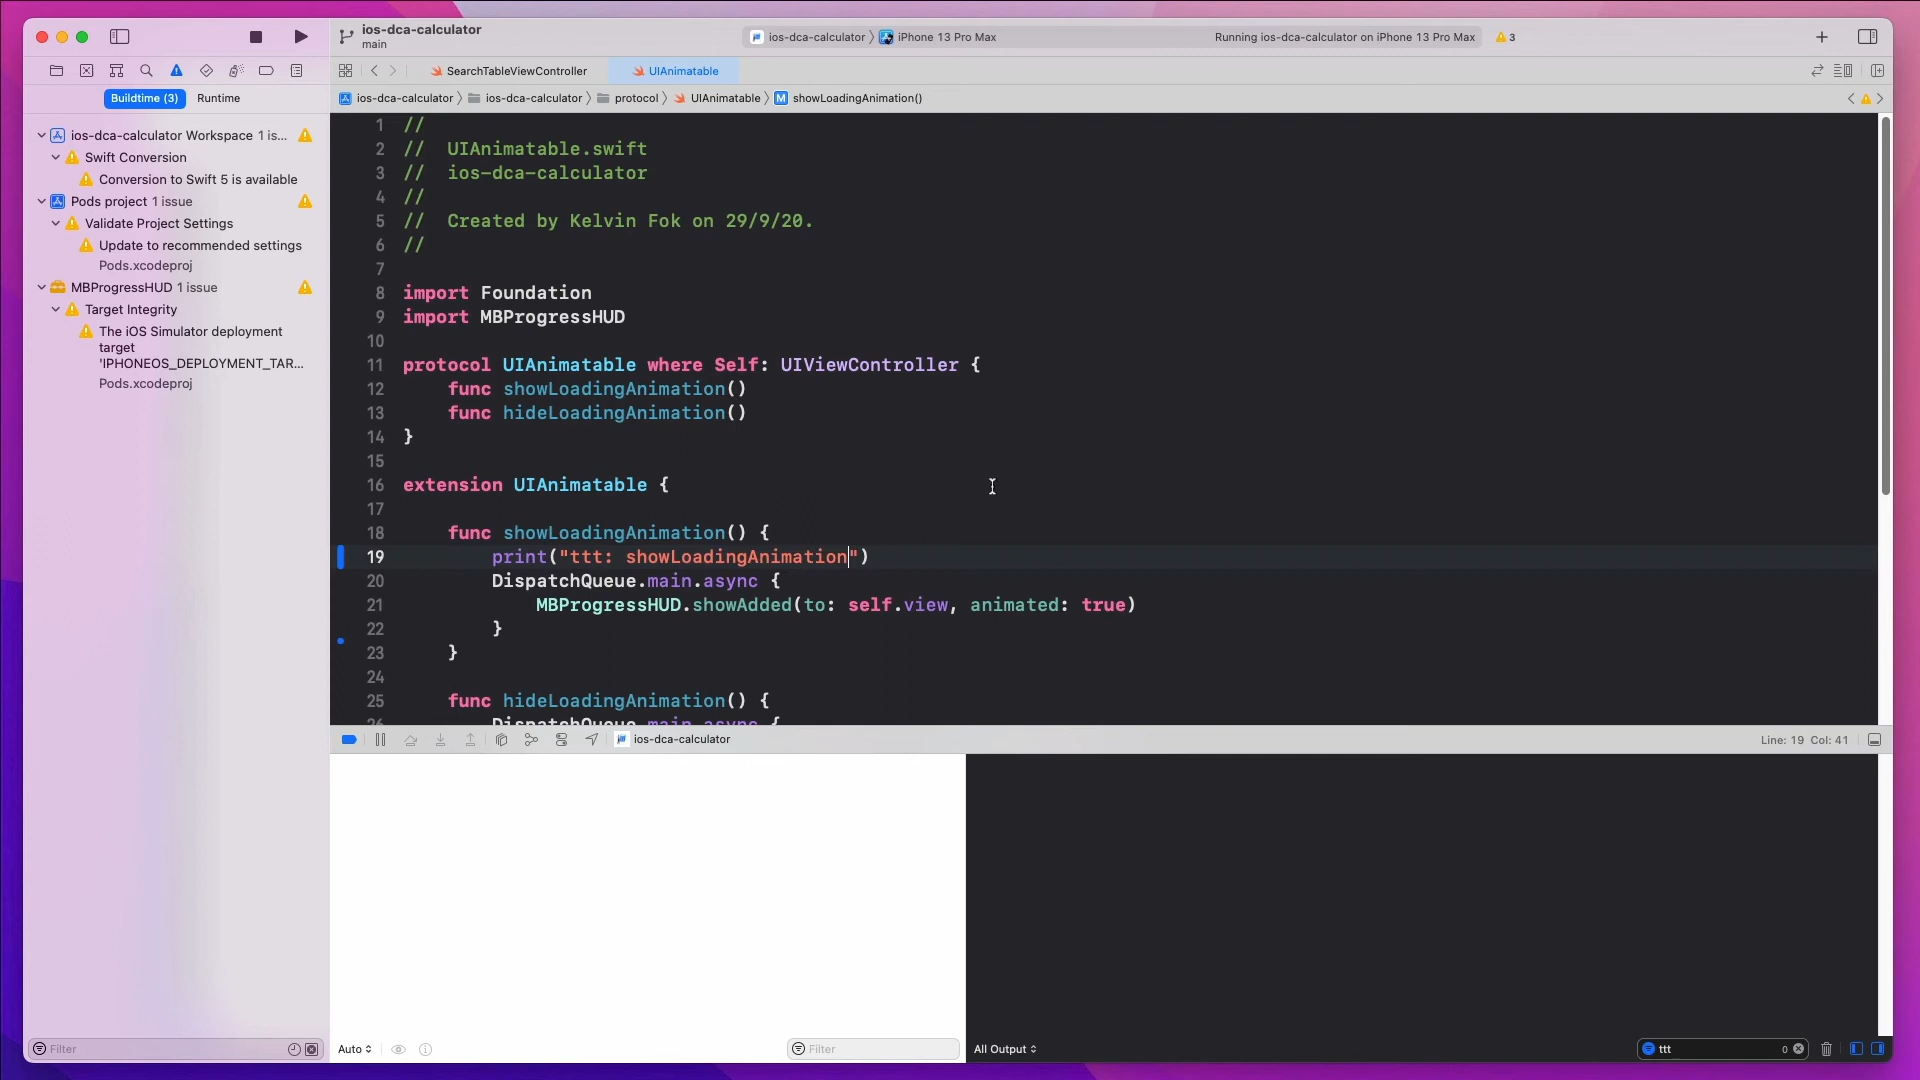 ios-dca-calculator
main
ios-dca-calculator
iPhone 13 Pro Max
Running ios-dca-calculator on iPhone 13 Pro Max
3
SearchTableViewController
UIAnimatable
Buildtime (3)
Runtime
ios-dca-calculator
ios-dca-calculator
protocol
UIAnimatable
M
showLoadingAnimation()
ios-dca-calculator Workspace 1 is...
Swift Conversion
Conversion to Swift 5 is available
Pods project 1 issue
Validate Project Settings
Update to recommended settings
Pods.xcodeproj
MBProgressHUD 1 issue
Target Integrity
The iOS Simulator deployment
target
'IPHONEOS_DEPLOYMENT_TAR...
Pods.xcodeproj
1 //
2 //  UIAnimatable.swift
3 //  ios-dca-calculator
4 //
5 //  Created by Kelvin Fok on 29/9/20.
6 //
7
8 import Foundation
9 import MBProgressHUD
10
11 protocol UIAnimatable where Self: UIViewController {
12     func showLoadingAnimation()
13     func hideLoadingAnimation()
14 }
15
16 extension UIAnimatable {
17
18     func showLoadingAnimation() {
19         print("ttt: showLoadingAnimation")
20         DispatchQueue.main.async {
21             MBProgressHUD.showAdded(to: self.view, animated: true)
22         }
23     }
24
25     func hideLoadingAnimation() {
26         DispatchQueue.main.async {
ios-dca-calculator
Line: 19 Col: 41
Filter
Auto
Filter
All Output
ttt
0